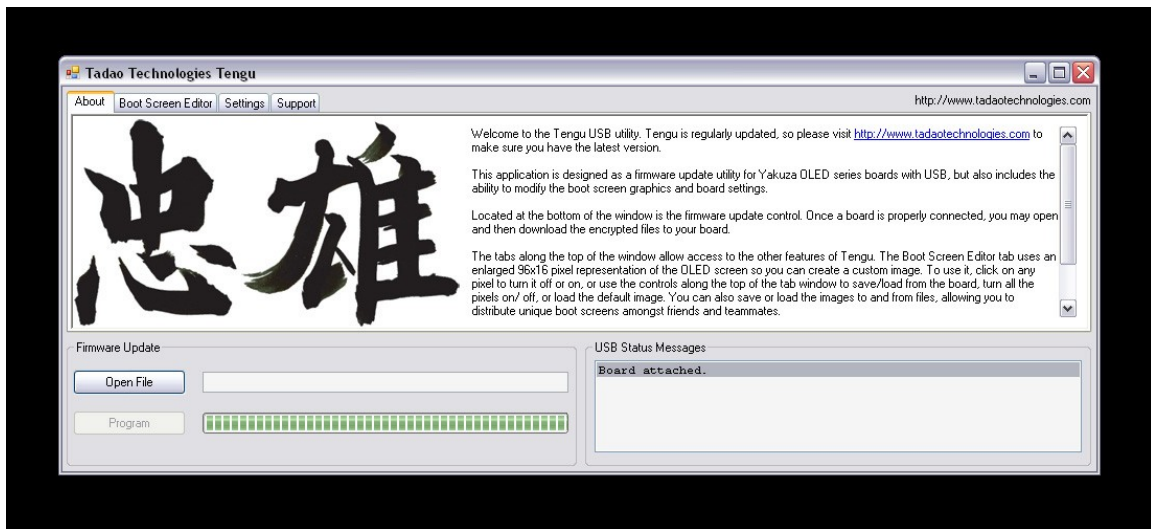 Tadao Technologies Tengu
About Boot Screen Editor Settings Support http://www.tadaotechnologies.com
忠雄
Welcome to the Tengu USB utility. Tengu is regularly updated, so please visit http://www.tadaotechnologies.com to
make sure you have the latest version.
This application is designed as a firmware update utility for Yakuza OLED series boards with USB, but also includes the
ability to modify the boot screen graphics and board settings.
Located at the bottom of the window is the firmware update control. Once a board is properly connected, you may open
and then download the encrypted files to your board.
The tabs along the top of the window allow access to the other features of Tengu. The Boot Screen Editor tab uses an
enlarged 96x16 pixel representation of the OLED screen so you can create a custom image. To use it, click on any
pixel to turn it off or on, or use the controls along the top of the tab window to save/load from the board, turn all the
pixels on/ off, or load the default image. You can also save or load the images to and from files, allowing you to
distribute unique boot screens amongst friends and teammates.
Firmware Update
Open File
Program
USB Status Messages
Board attached.